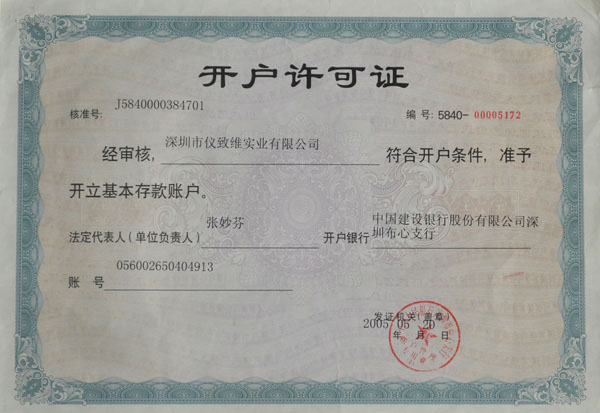 开户许可证
核准号: J5840000384701 编号: 5840-00005172
经审核, 深圳市仪致维实业有限公司 符合开户条件, 准予
开立基本存款账户。
法定代表人(单位负责人) 张妙芬 开户银行 中国建设银行股份有限公司深
圳布心支行
账 号 056002650404913
发证机关(盖章)
2005 05 20
年 月 日